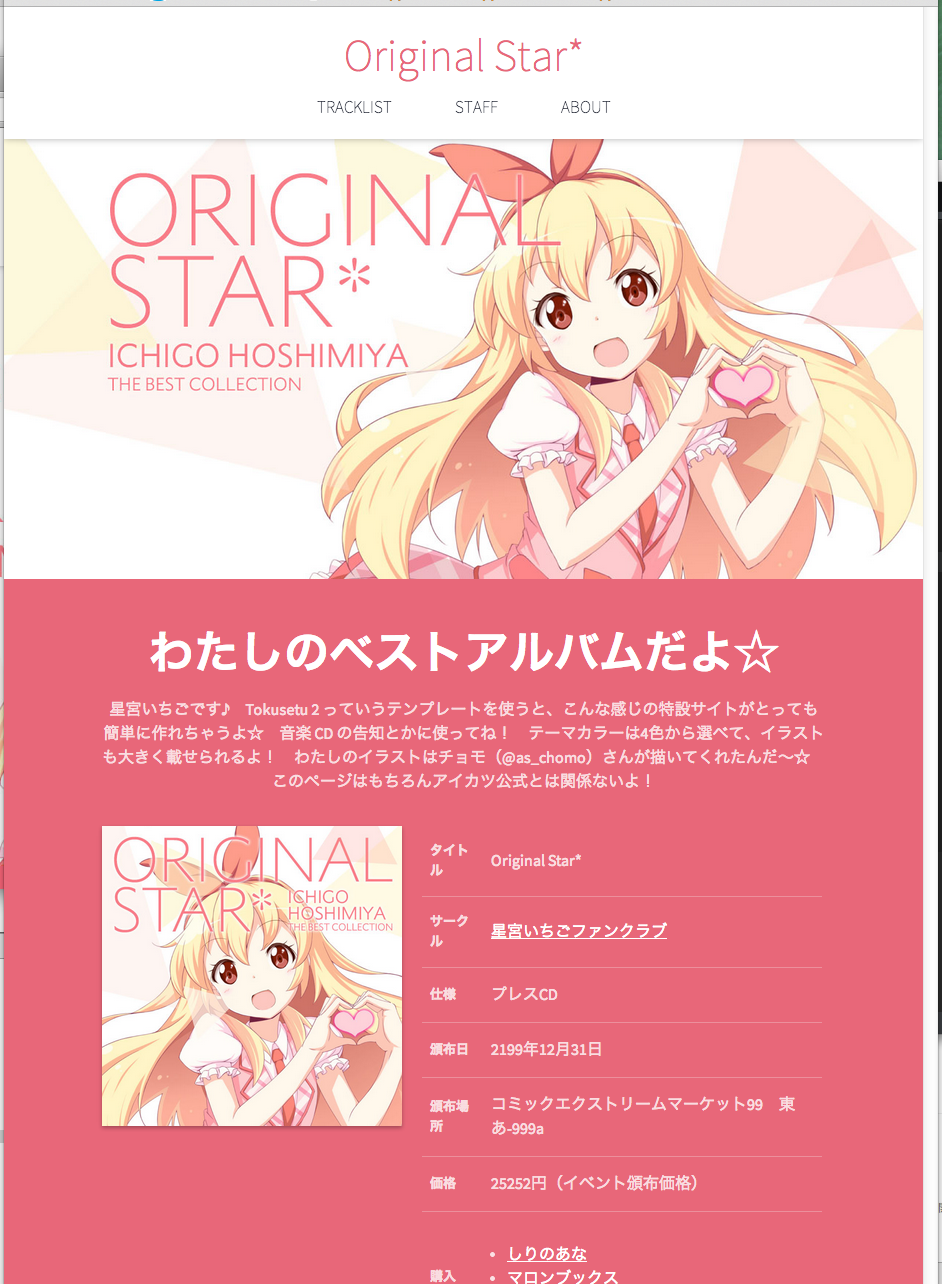 Original Star*
TRACKLIST STAFF ABOUT
ORIGINAL
STAR*
ICHIGO HOSHIMIYA
THE BEST COLLECTION
わたしのベストアルバムだよ☆
星宮いちごです♪　Tokusetu 2 っていうテンプレートを使うと、こんな感じの特設サイトがとっても
簡単に作れちゃうよ☆　音楽 CD の告知とかに使ってね！　テーマカラーは4色から選べて、イラスト
も大きく載せられるよ！　わたしのイラストはチョモ（@as_chomo）さんが描いてくれたんだ〜☆
このページはもちろんアイカツ公式とは関係ないよ！
ORIGINAL
STAR*
ICHIGO
HOSHIMIYA
THE BEST COLLECTION
タイト
ル
Original Star*
サーク
ル
星宮いちごファンクラブ
仕様
プレスCD
頒布日
2199年12月31日
頒布場
所
コミックエクストリームマーケット99　東
あ-999a
価格
25252円（イベント頒布価格）
購入
• しりのあな
• マロンブックス